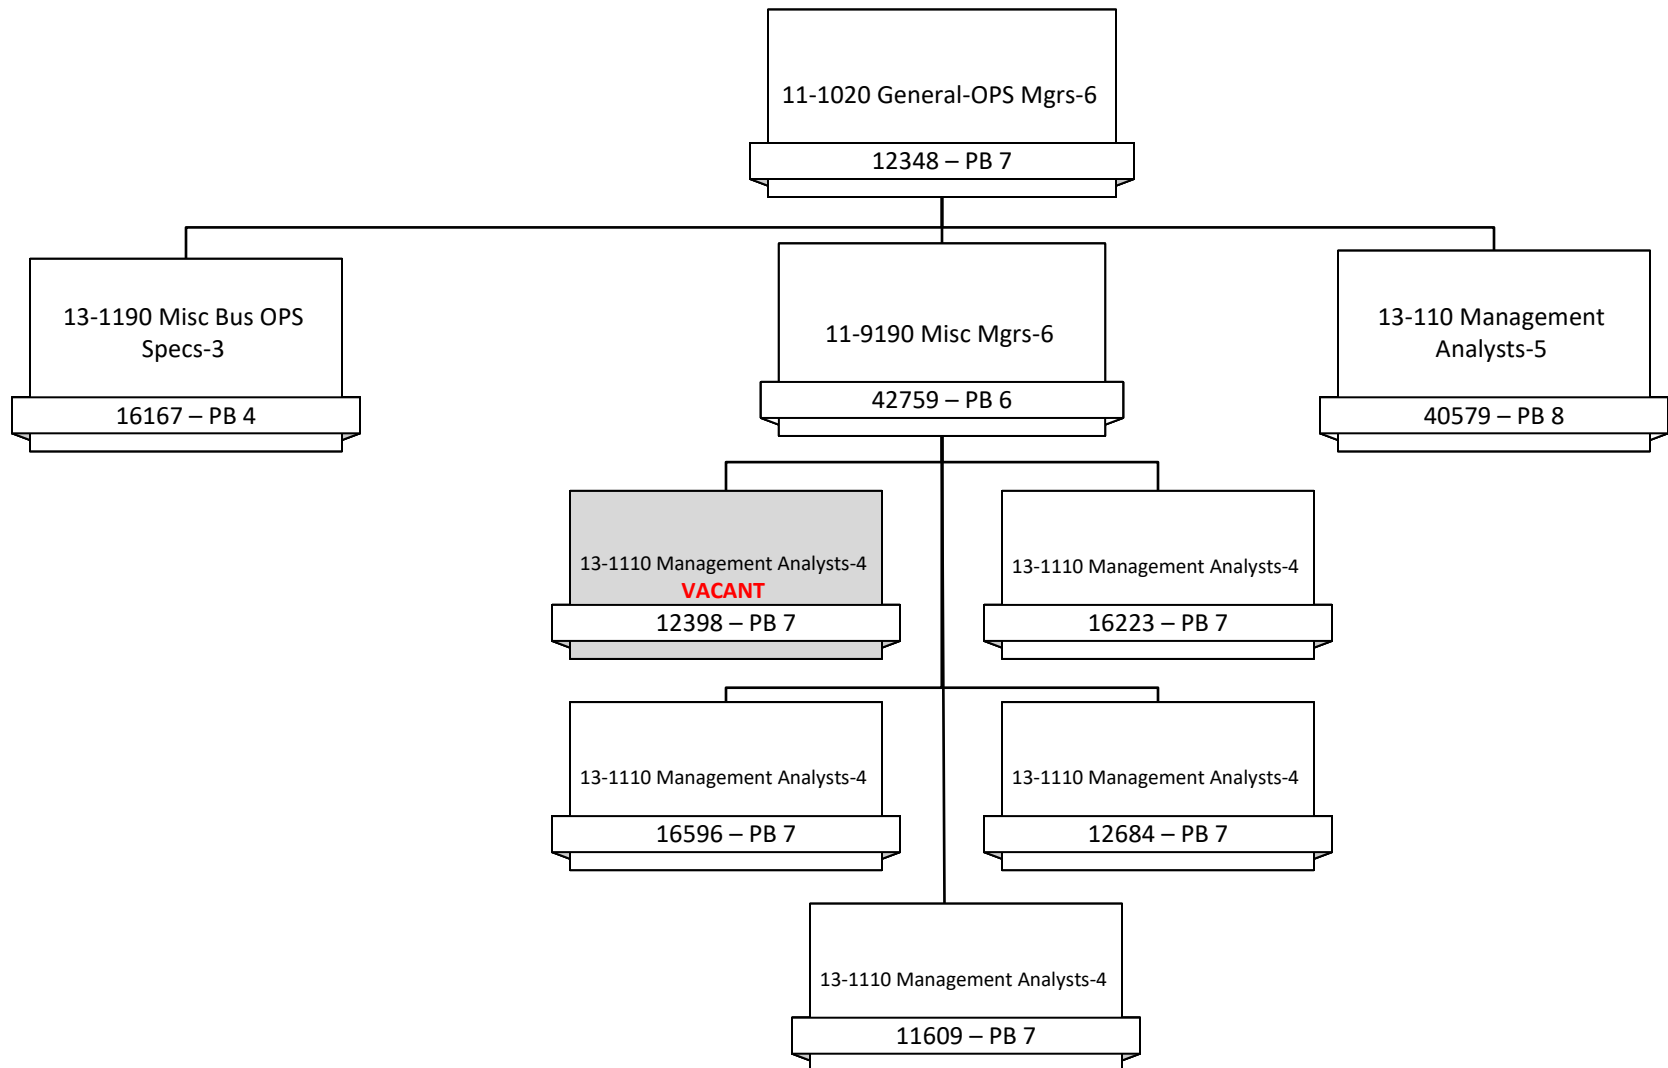 11-1020 General-OPS Mgrs-6
12348 – PB 7
13-1190 Misc Bus OPS
Specs-3
16167 – PB 4
11-9190 Misc Mgrs-6
42759 – PB 6
13-110 Management
Analysts-5
40579 – PB 8
13-1110 Management Analysts-4
VACANT
12398 – PB 7
13-1110 Management Analysts-4
16223 – PB 7
13-1110 Management Analysts-4
16596 – PB 7
13-1110 Management Analysts-4
12684 – PB 7
13-1110 Management Analysts-4
11609 – PB 7